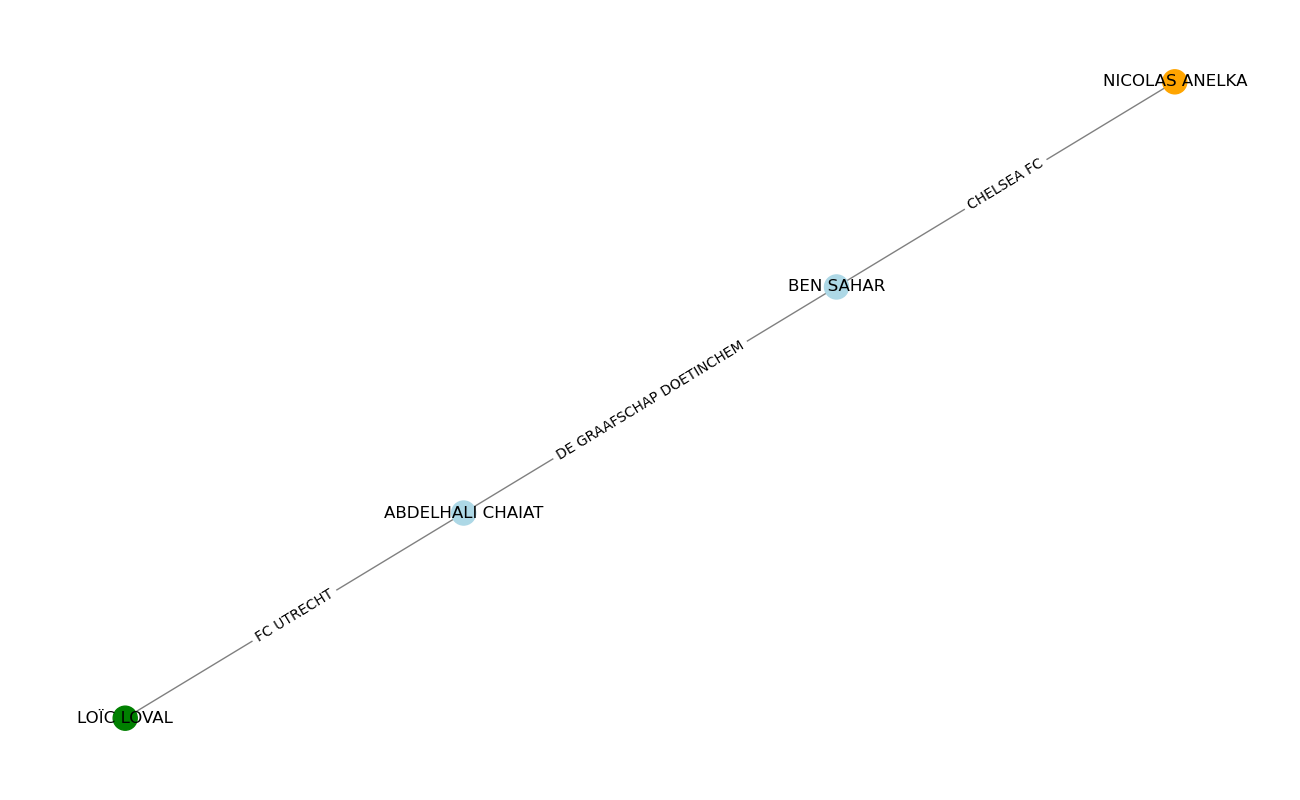 NICOLAS ANELKA
CHELSEA FC
BEN SAHAR
DE GRAAFSCHAP DOETINCHEM
ABDELHALI CHAIAT
FC UTRECHT
LOÏC LOVAL